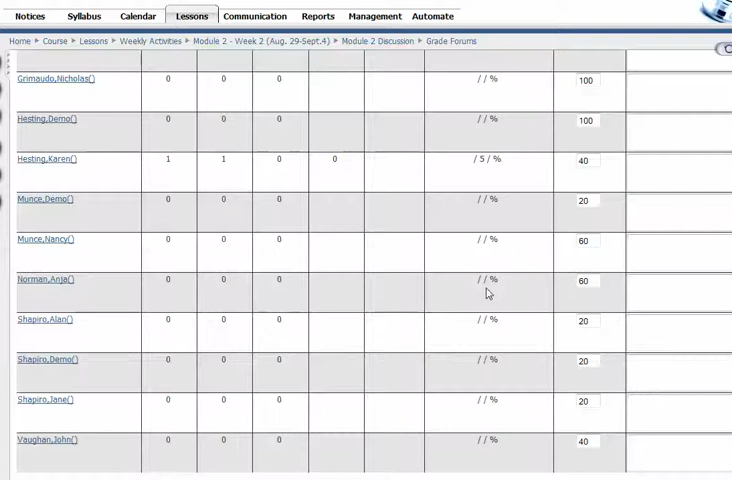 Notices Syllabus Calendar Lessons Communication Reports Management Automate
Home Course Lessons Weekly Activities Module 2 - Week 2 (Aug. 29-Sept.4) Module 2 Discussion Grade Forums
Grimaudo,Nicholas() 0 0 0 / / % 100
Hesting,Demo() 0 0 0 / / % 100
Hesting,Karen() 1 1 0 0 / 5 / % 40
Munce,Demo() 0 0 0 / / % 20
Munce,Nancy() 0 0 0 / / % 60
Norman,Anja() 0 0 0 / / % 60
Shapiro,Alan() 0 0 0 / / % 20
Shapiro,Demo() 0 0 0 / / % 20
Shapiro,Jane() 0 0 0 / / % 20
Vaughan,John() 0 0 0 / / % 40